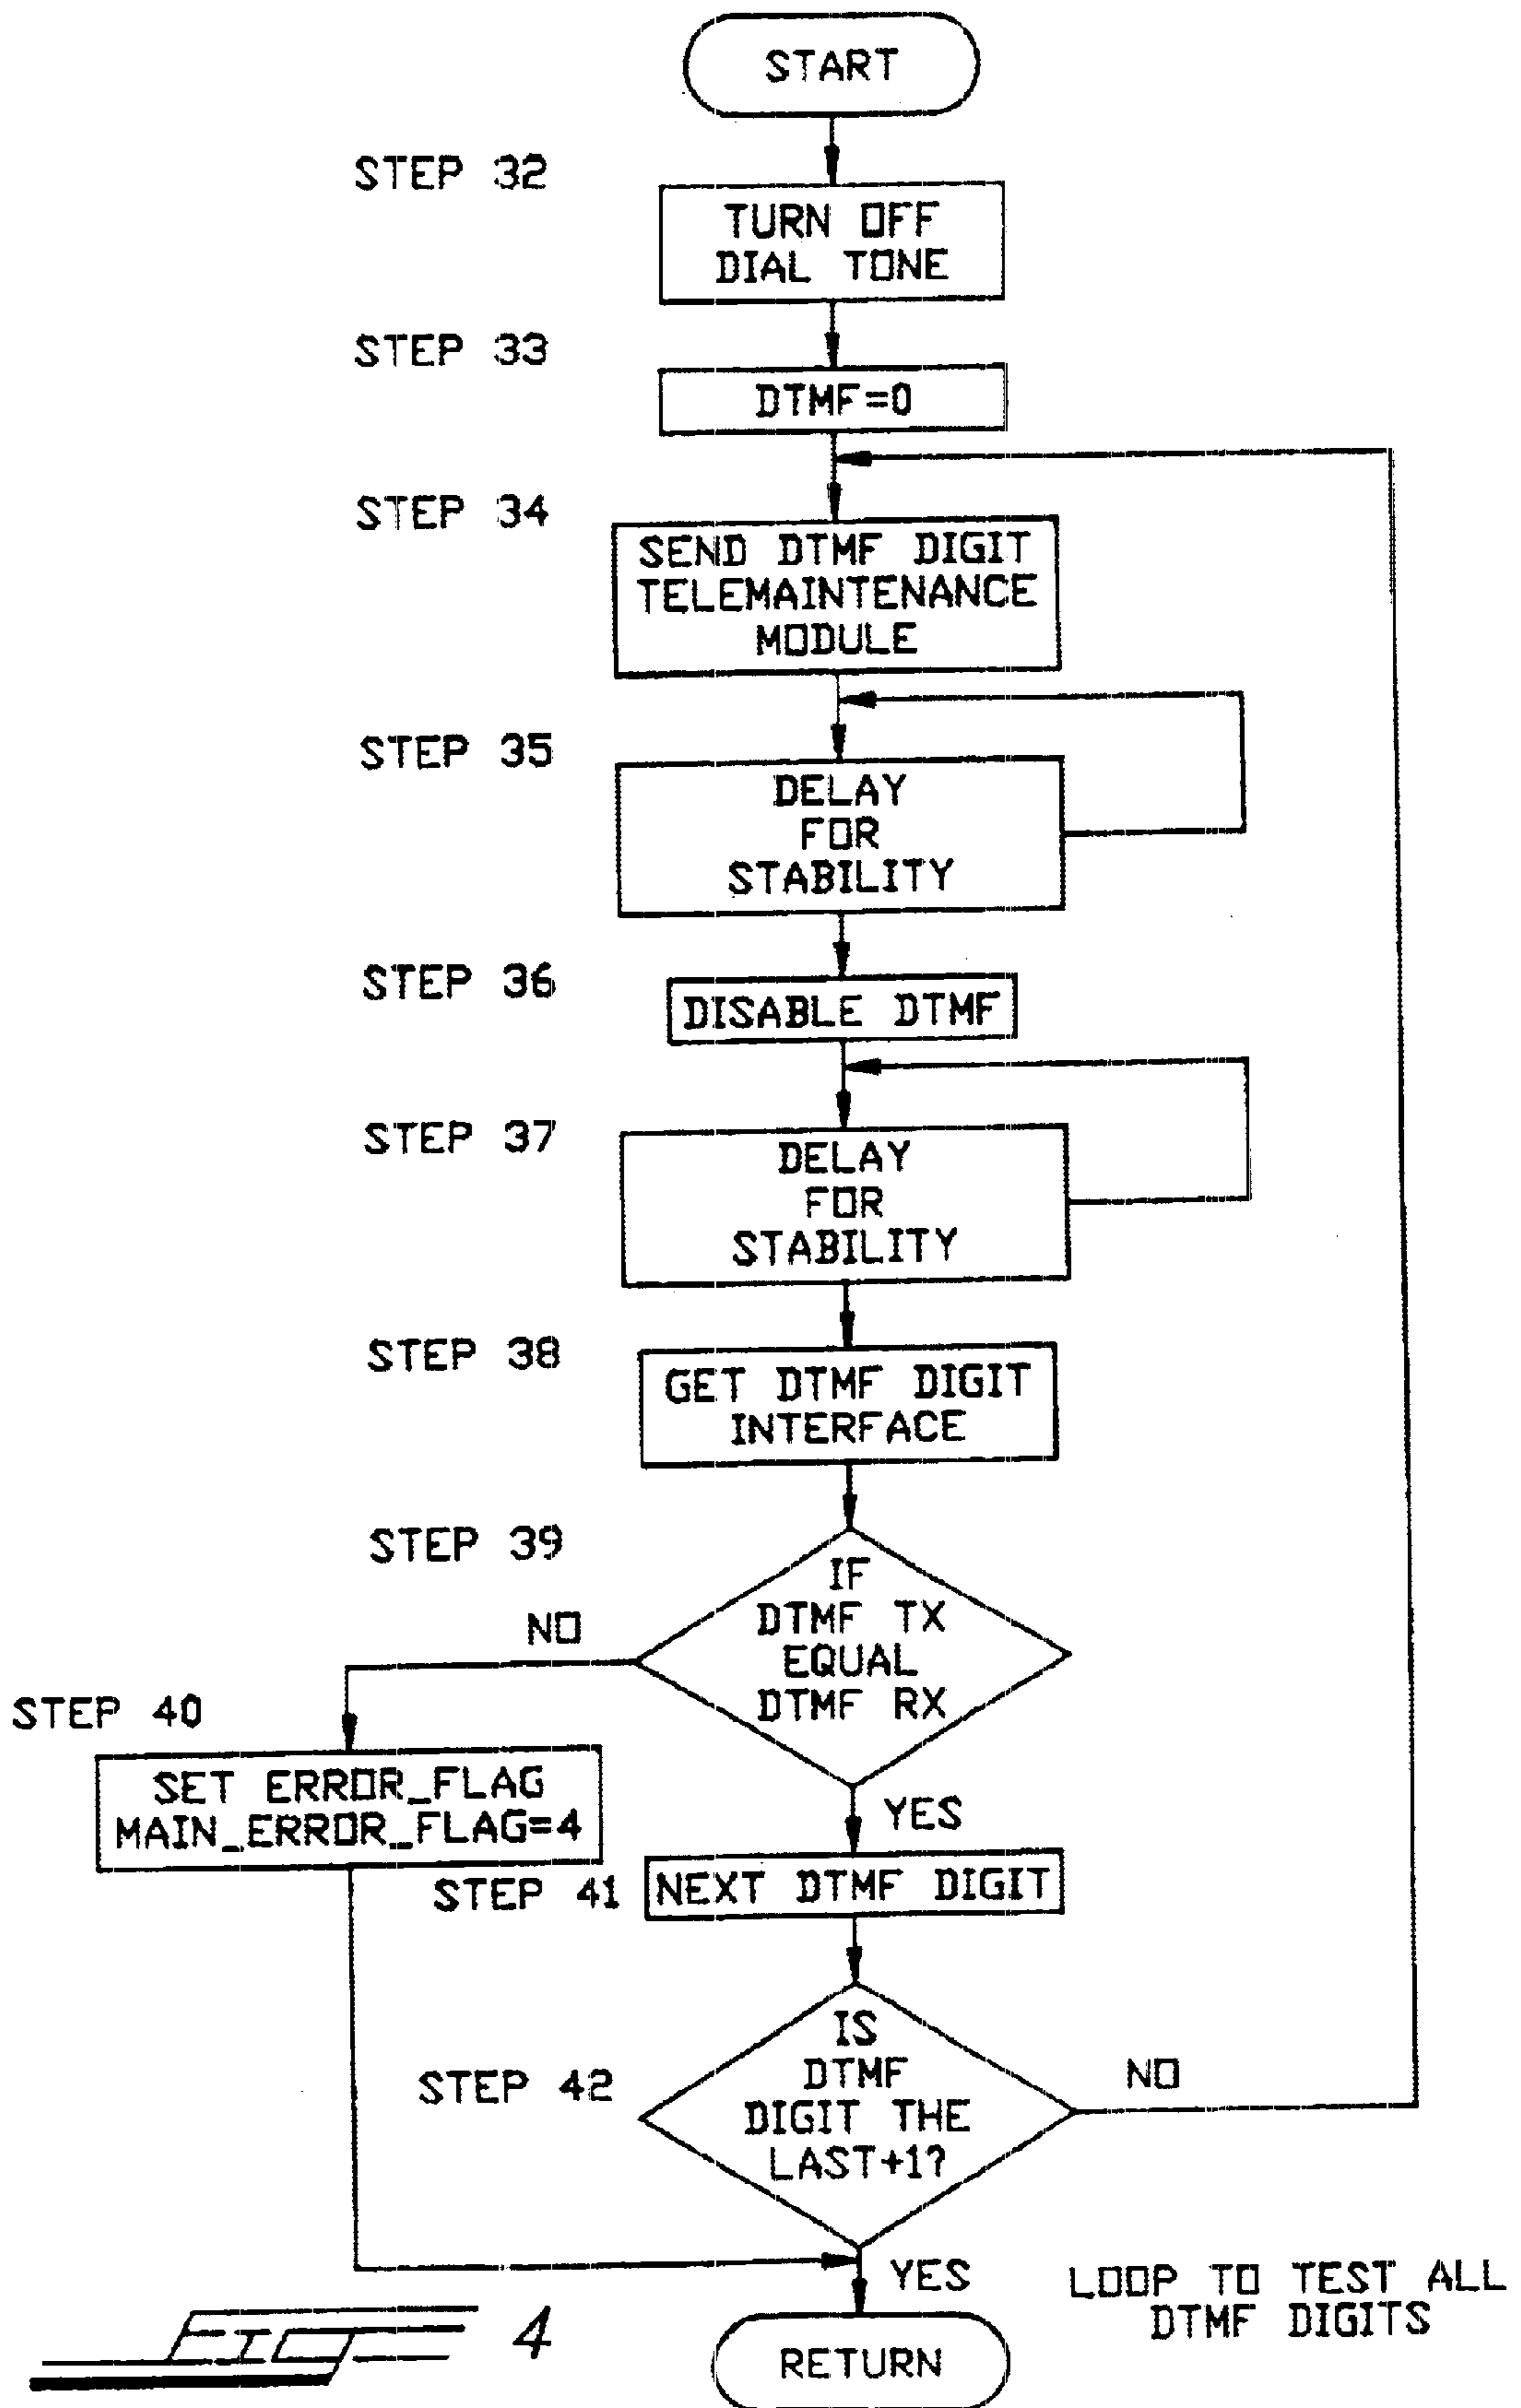 START
STEP 32
TURN OFF
DIAL TONE
STEP 33
DTMF=0
STEP 34
SEND DTMF DIGIT
TELEMAINTENANCE
MODULE
STEP 35
DELAY
FOR
STABILITY
STEP 36
DISABLE DTMF
STEP 37
DELAY
FOR
STABILITY
STEP 38
GET DTMF DIGIT
INTERFACE
STEP 39
IF
DTMF TX
EQUAL
DTMF RX
NO
STEP 40
SET ERROR_FLAG
MAIN_ERROR_FLAG=4
YES
STEP 41
NEXT DTMF DIGIT
STEP 42
IS
DTMF
DIGIT THE
LAST+1?
NO
YES
LOOP TO TEST ALL
DTMF DIGITS
RETURN
FIG 4